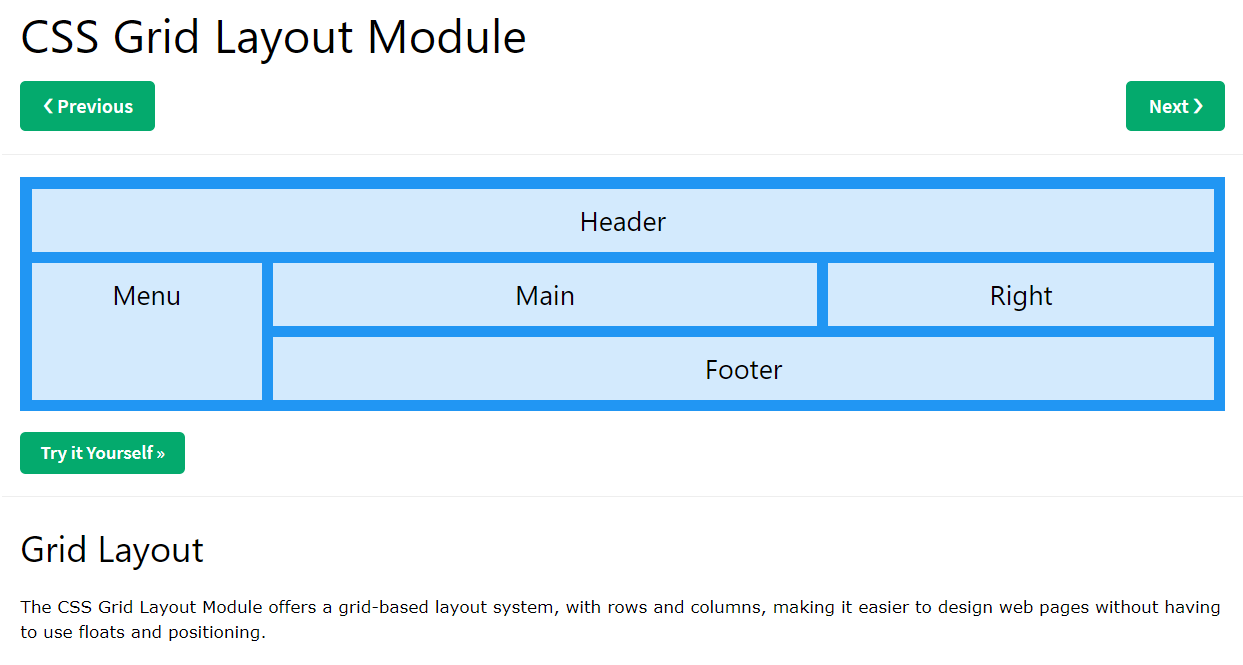 CSS Grid Layout Module
❮ Previous
Next ❯
Header
Menu
Main
Right
Footer
Try it Yourself »
Grid Layout
The CSS Grid Layout Module offers a grid-based layout system, with rows and columns, making it easier to design web pages without having
to use floats and positioning.